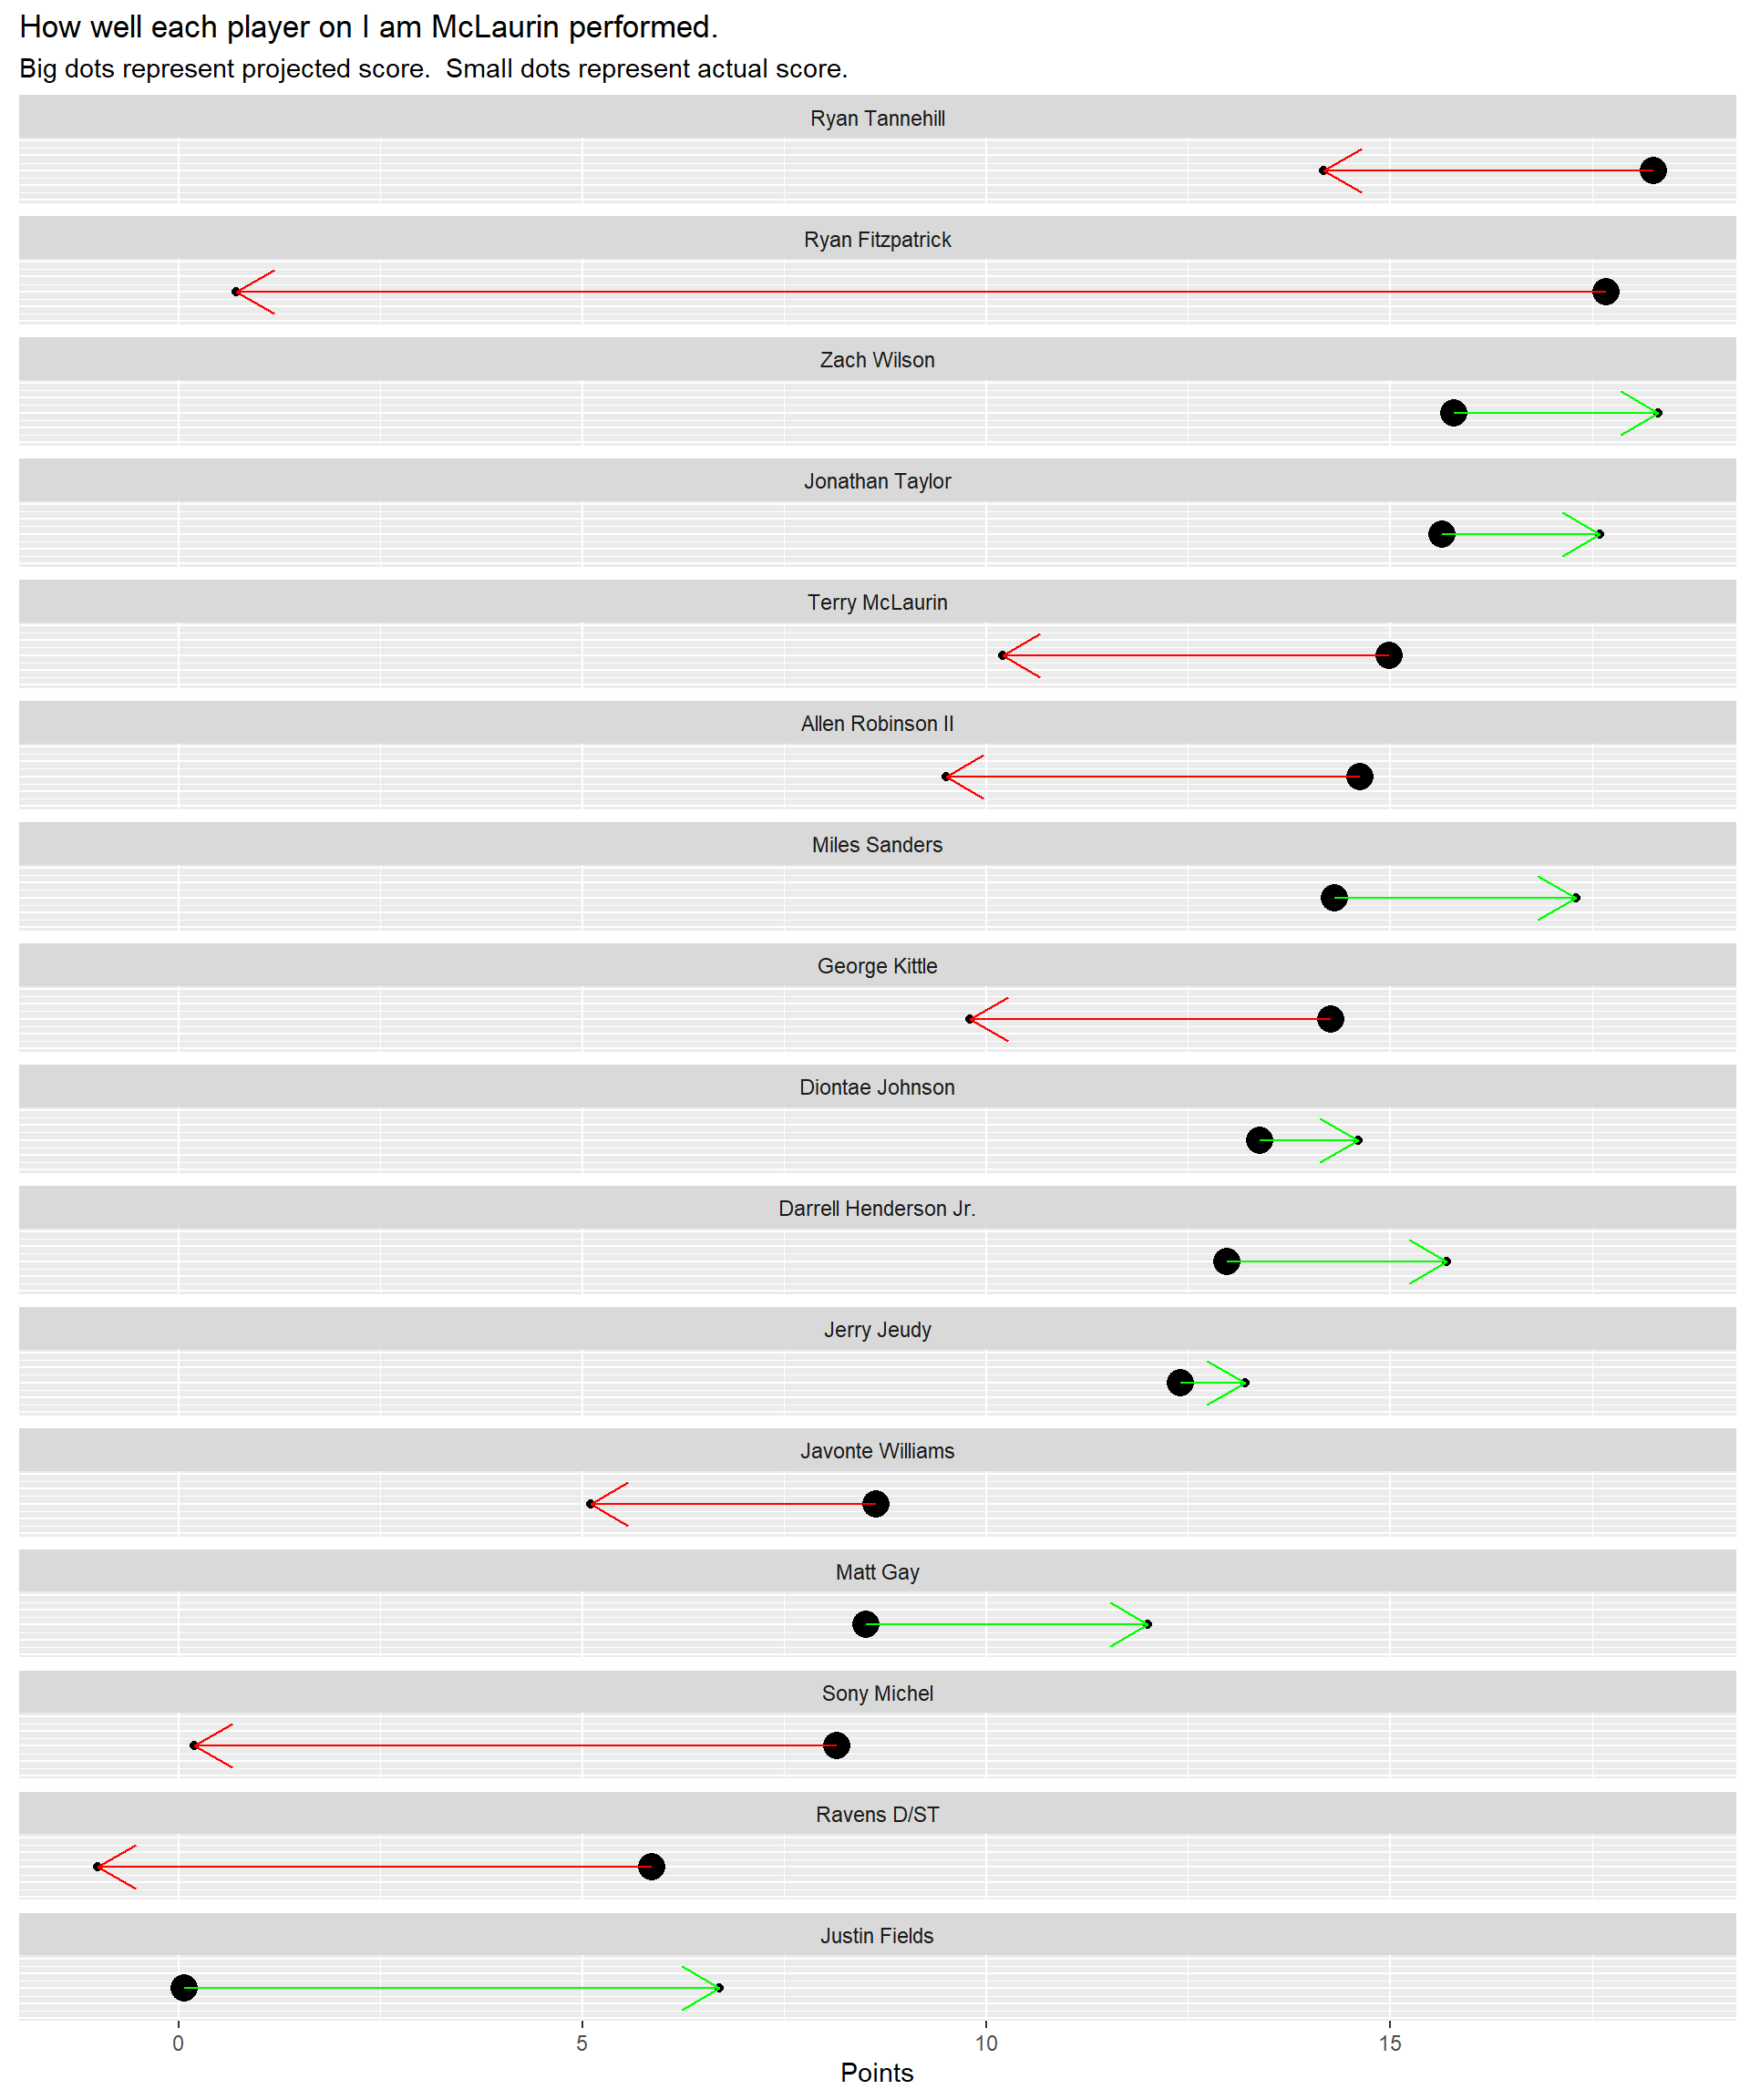 How well each player on I am McLaurin performed.
Big dots represent projected score.  Small dots represent actual score.
Ryan Tannehill
Ryan Fitzpatrick
Zach Wilson
Jonathan Taylor
Terry McLaurin
Allen Robinson II
Miles Sanders
George Kittle
Diontae Johnson
Darrell Henderson Jr.
Jerry Jeudy
Javonte Williams
Matt Gay
Sony Michel
Ravens D/ST
Justin Fields
0 5 10 15
Points